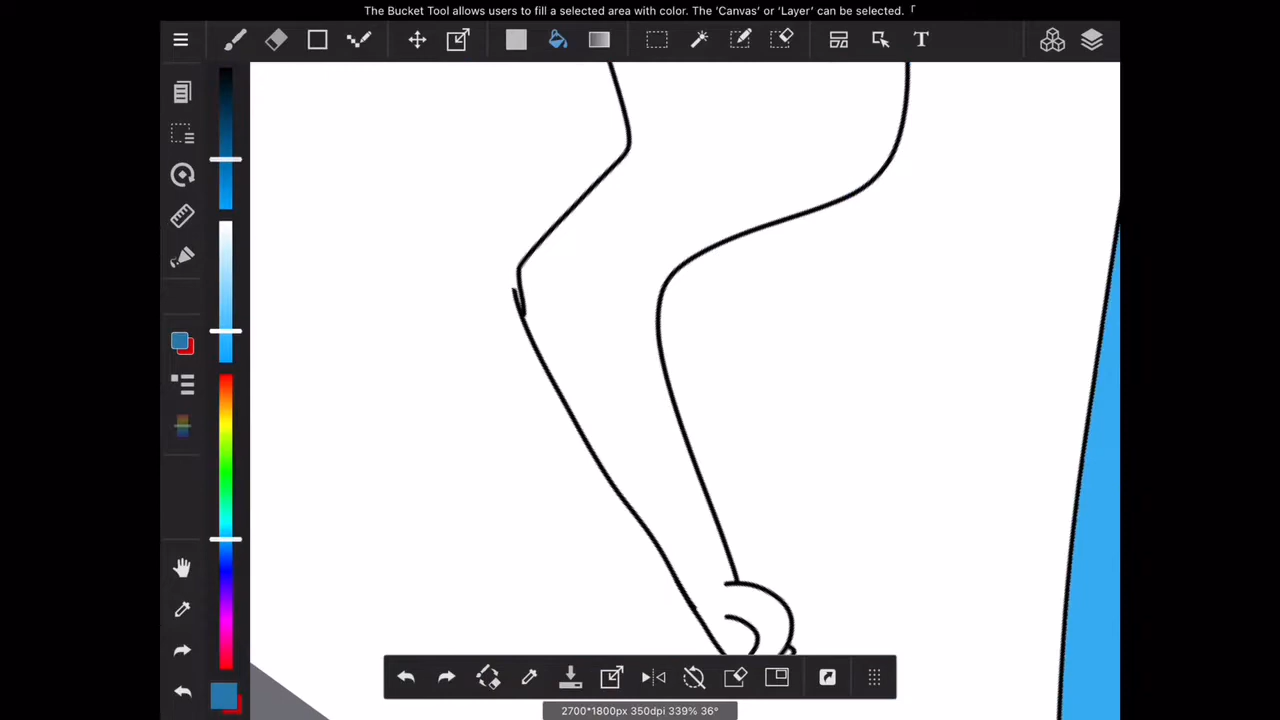 The Bucket Tool allows users to fill a selected area with color. The 'Canvas' or 'Layer' can be selected.「
T
2700*1800px 350dpi 339% 36°